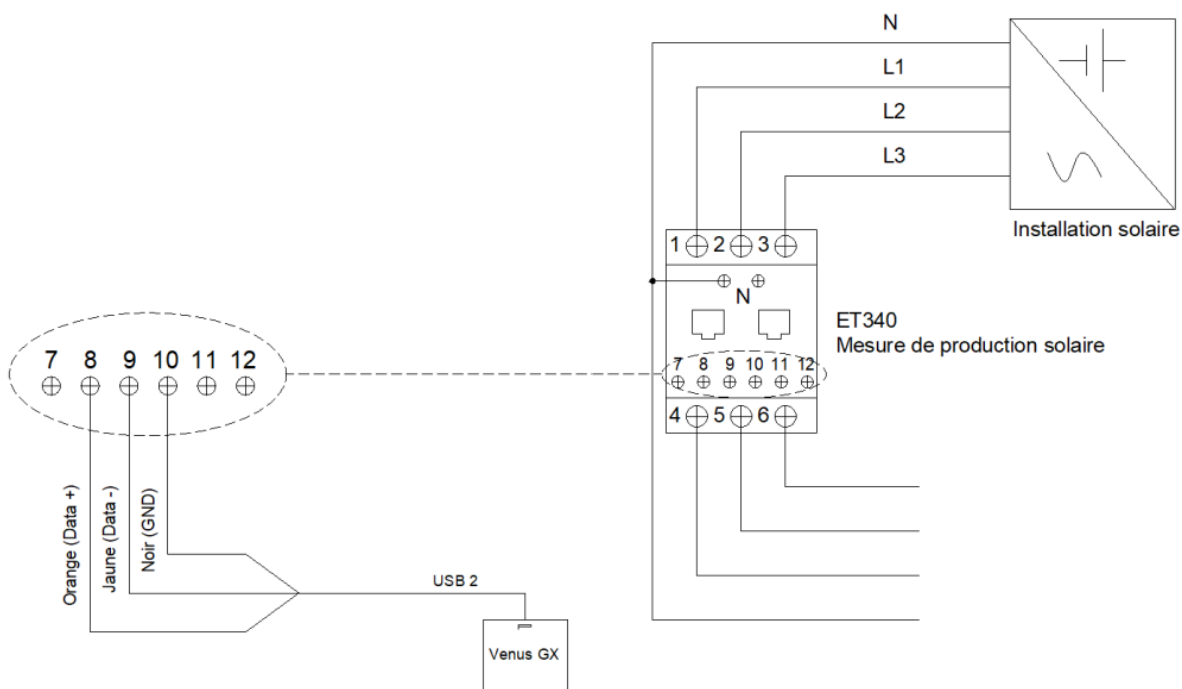 N
L1
L2
L3
Installation solaire
1 2 3
N
ET340
Mesure de production solaire
7 8 9 10 11 12
7 8 9 10 11 12
4 5 6
Orange (Data +)
Jaune (Data -)
Noir (GND)
USB 2
Venus GX